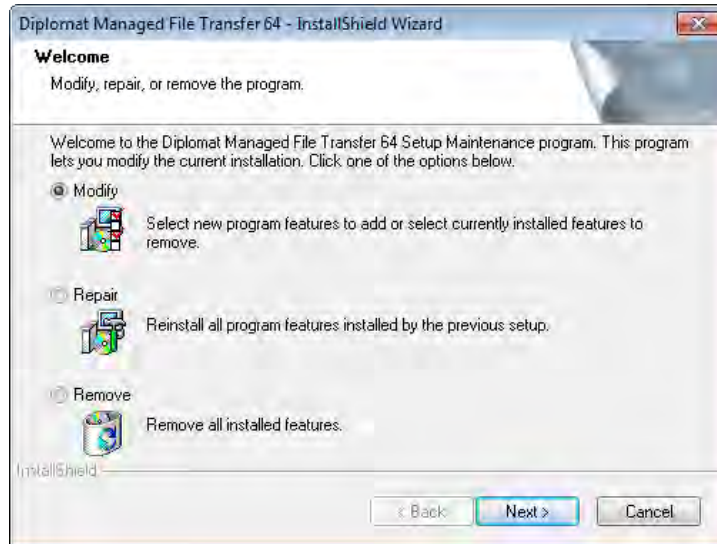 Diplomat Managed File Transfer 64 - InstallShield Wizard
Welcome
Modify, repair, or remove the program.
Welcome to the Diplomat Managed File Transfer 64 Setup Maintenance program. This program
lets you modify the current installation. Click one of the options below.
Modify
Select new program features to add or select currently installed features to
remove.
Repair
Reinstall all program features installed by the previous setup.
Remove
Remove all installed features.
InstallShield
< Back
Next >
Cancel